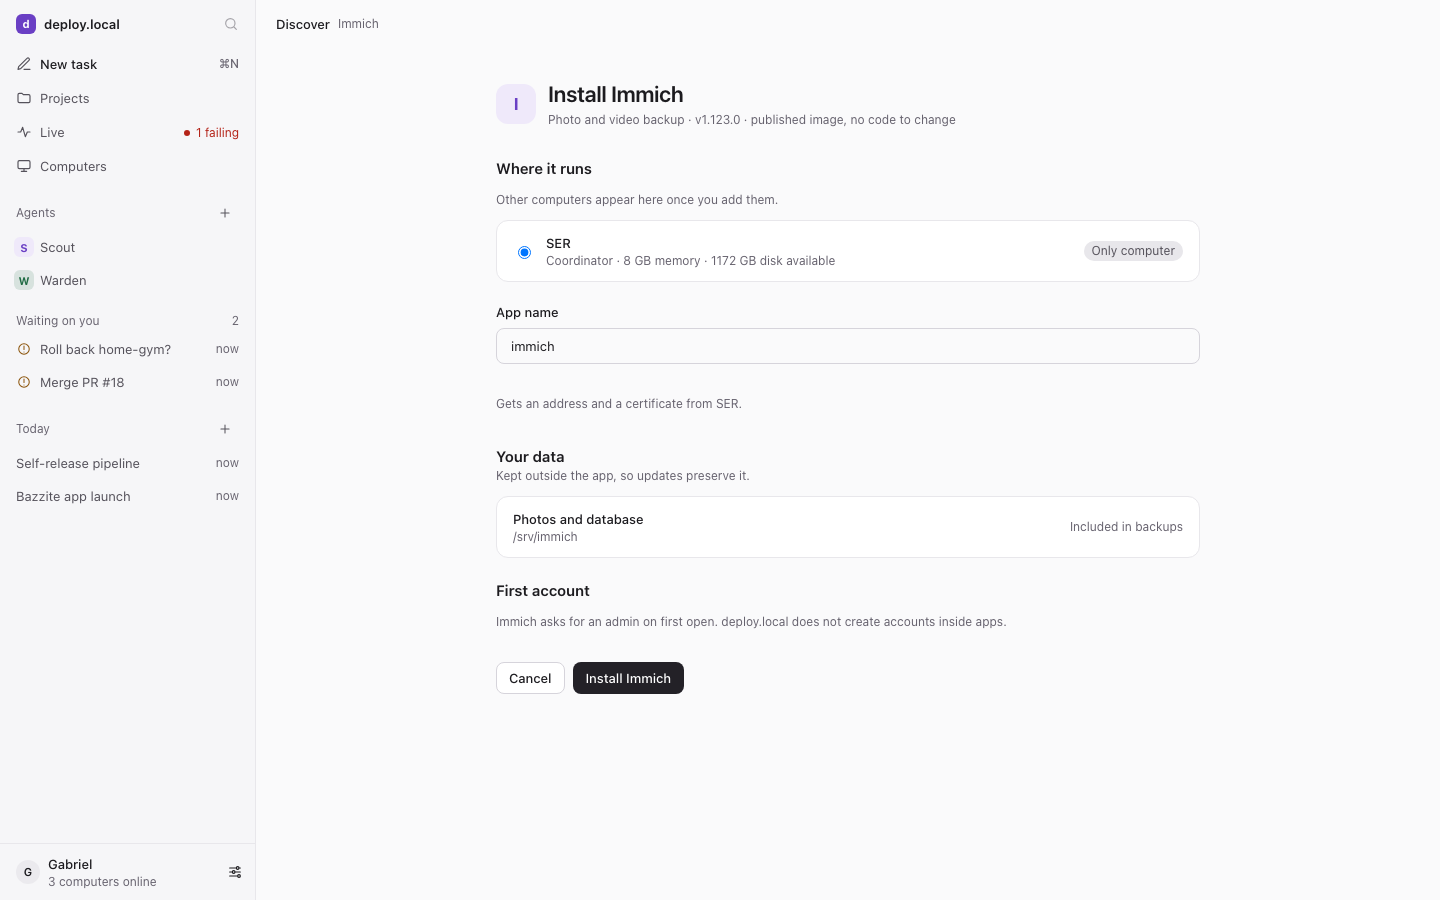 d deploy.local
New task ⌘N
Projects
Live 1 failing
Computers
Agents
S Scout
W Warden
Waiting on you 2
Roll back home-gym? now
Merge PR #18 now
Today
Self-release pipeline now
Bazzite app launch now
G Gabriel
3 computers online
Discover Immich
I Install Immich
Photo and video backup · v1.123.0 · published image, no code to change
Where it runs
Other computers appear here once you add them.
SER
Coordinator · 8 GB memory · 1172 GB disk available
Only computer
App name
immich
Gets an address and a certificate from SER.
Your data
Kept outside the app, so updates preserve it.
Photos and database
/srv/immich
Included in backups
First account
Immich asks for an admin on first open. deploy.local does not create accounts inside apps.
Cancel Install Immich